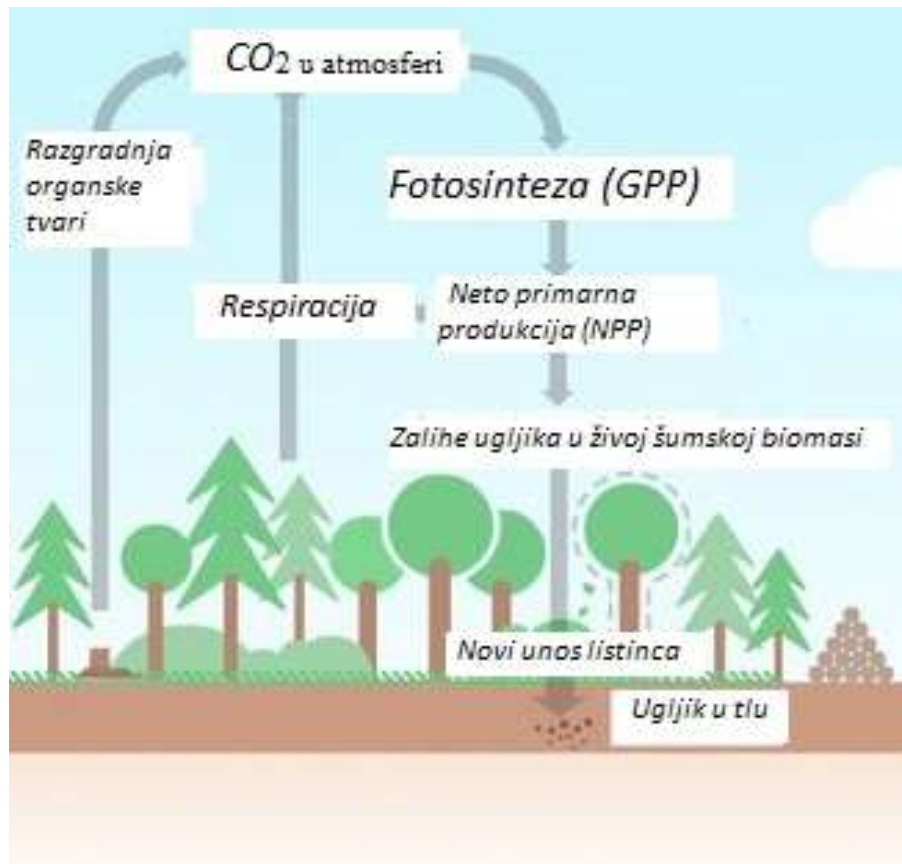 CO2 u atmosferi
Razgradnja
organske
tvari
Fotosinteza (GPP)
Respiracija
Neto primarna
produkcija (NPP)
Zalihe ugljika u živoj šumskoj biomasi
Novi unos listinca
Ugljik u tlu